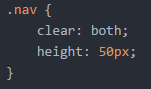 .nav {
    clear: both;
    height: 50px;
}